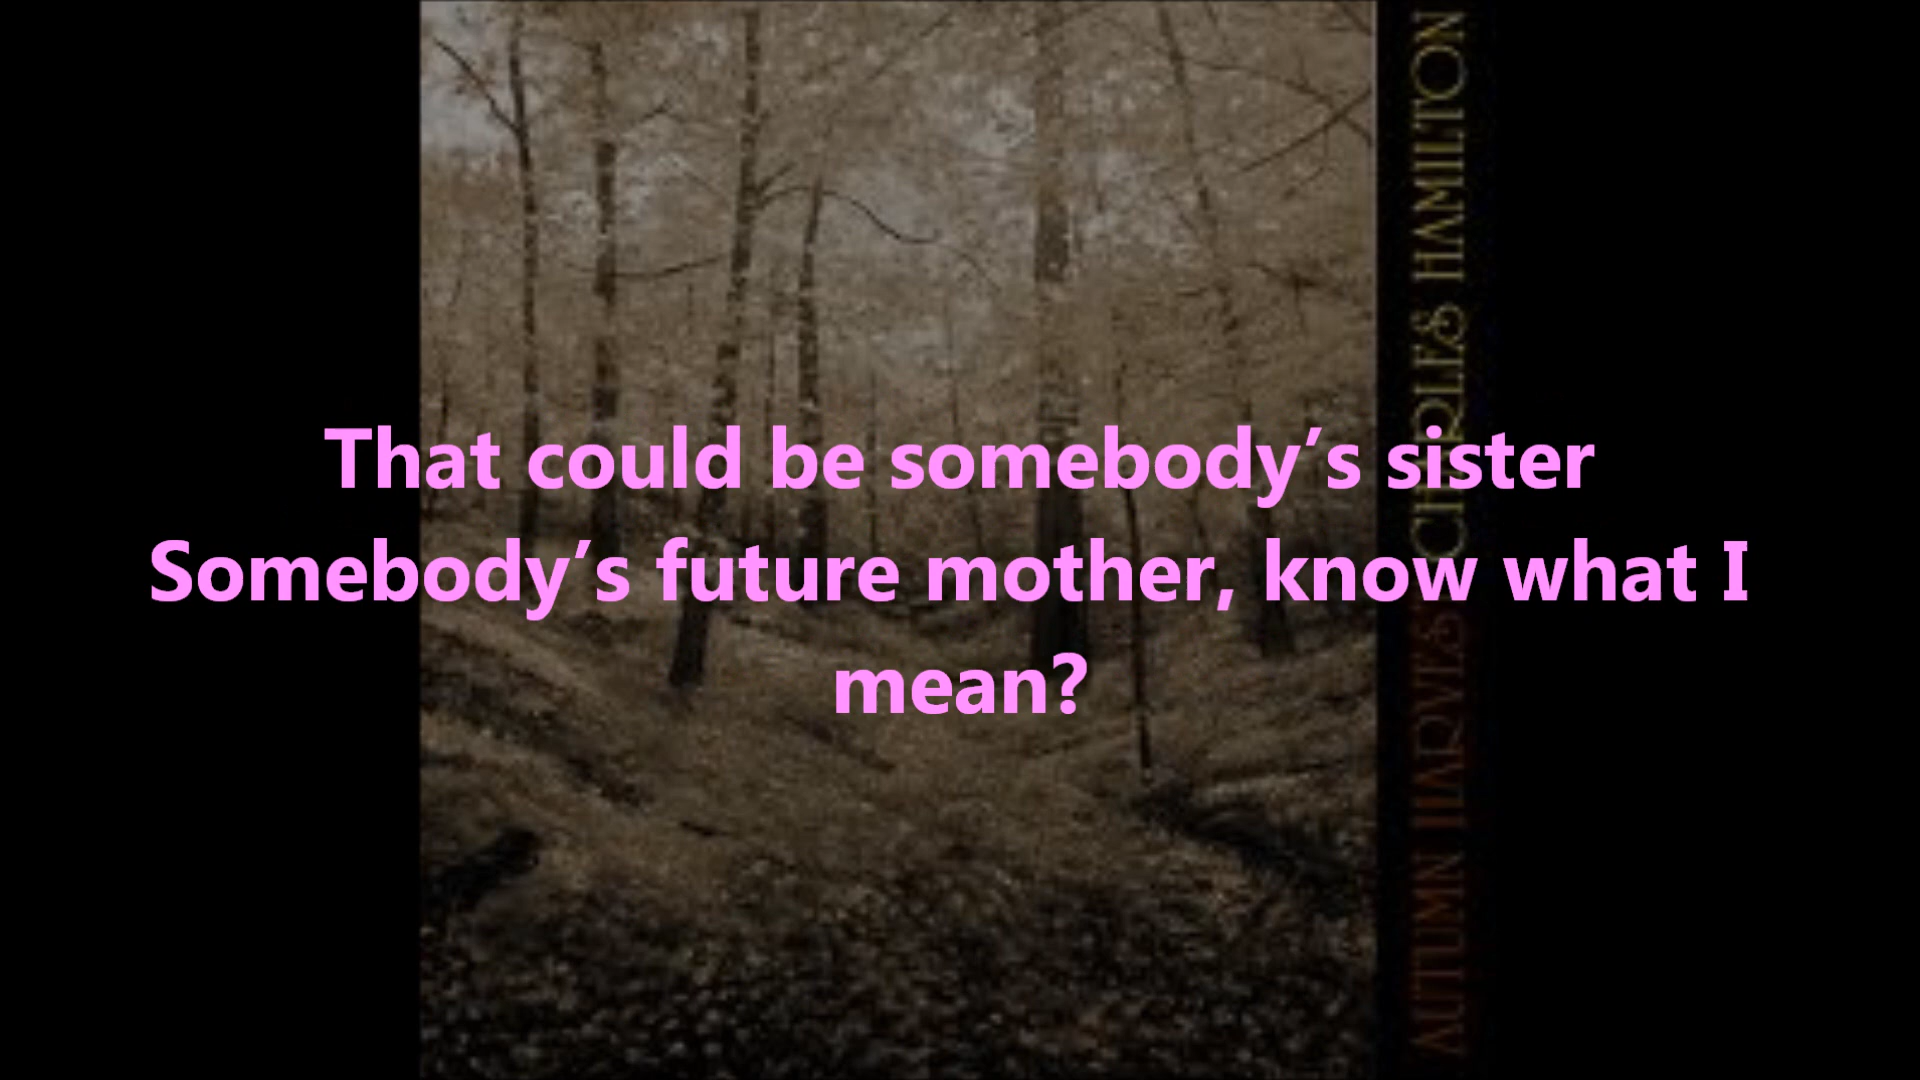 That could be somebody’s sister
Somebody’s future mother, know what I
mean?
AUTUMN HARVEST CHARLES HAMILTON